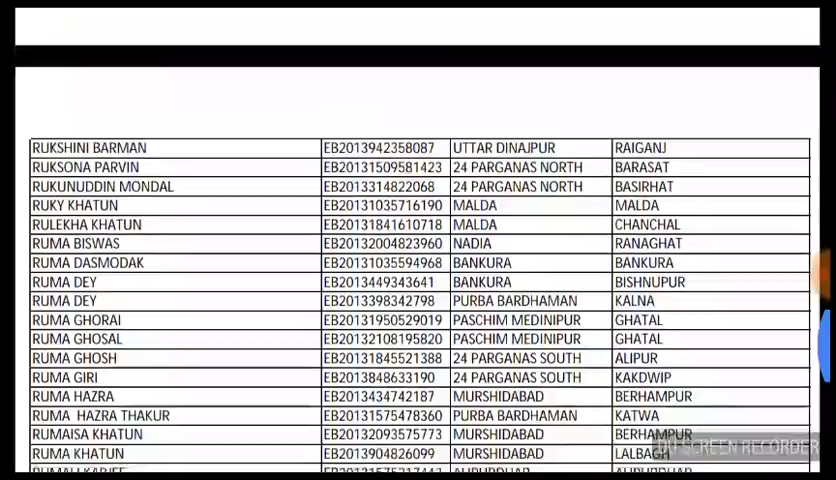 RUKSHINI BARMAN EB2013942358087 UTTAR DINAJPUR RAIGANJ
RUKSONA PARVIN EB20131509581423 24 PARGANAS NORTH BARASAT
RUKUNUDDIN MONDAL EB2013314822068 24 PARGANAS NORTH BASIRHAT
RUKY KHATUN EB20131035716190 MALDA MALDA
RULEKHA KHATUN EB20131841610718 MALDA CHANCHAL
RUMA BISWAS EB20132004823960 NADIA RANAGHAT
RUMA DASMODAK EB20131035594968 BANKURA BANKURA
RUMA DEY EB2013449343641 BANKURA BISHNUPUR
RUMA DEY EB2013398342798 PURBA BARDHAMAN KALNA
RUMA GHORAI EB20131950529019 PASCHIM MEDINIPUR GHATAL
RUMA GHOSAL EB20132108195820 PASCHIM MEDINIPUR GHATAL
RUMA GHOSH EB20131845521388 24 PARGANAS SOUTH ALIPUR
RUMA GIRI EB2013848633190 24 PARGANAS SOUTH KAKDWIP
RUMA HAZRA EB2013434742187 MURSHIDABAD BERHAMPUR
RUMA HAZRA THAKUR EB20131575478360 PURBA BARDHAMAN KATWA
RUMAISA KHATUN EB20132093575773 MURSHIDABAD BERHAMPUR
DU SCREEN RECORDER
RUMA KHATUN EB2013904826099 MURSHIDABAD LALBAGH